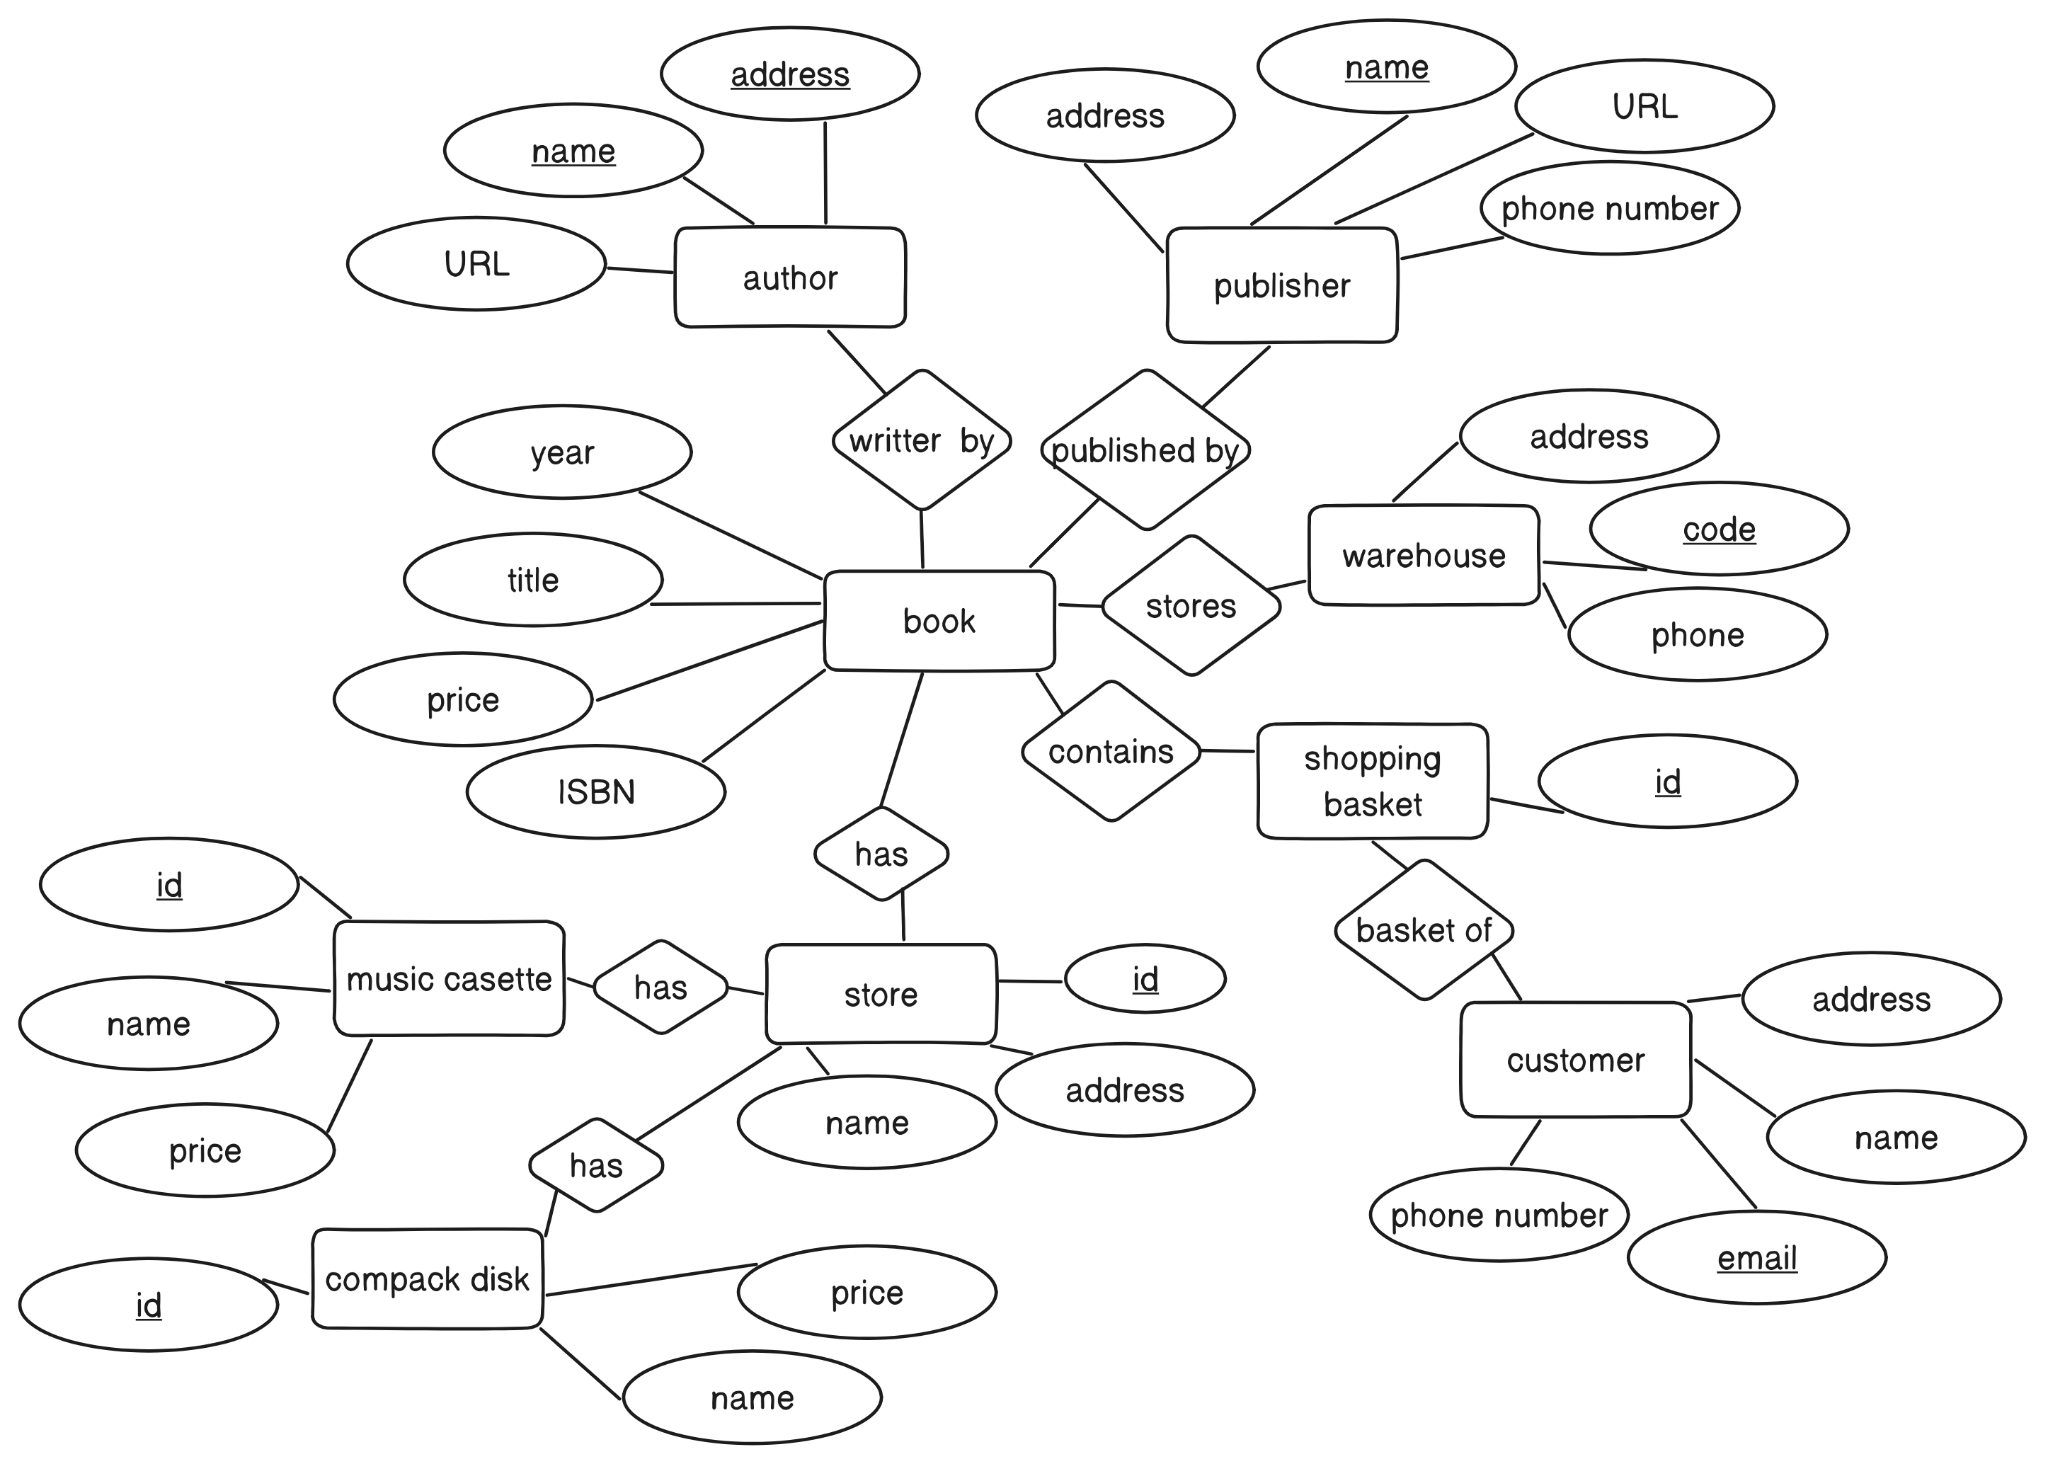 address
name
URL
author
address
name
URL
phone number
publisher
writter by
published by
year
title
price
ISBN
book
stores
warehouse
address
code
phone
contains
shopping
basket
id
has
basket of
id
name
price
music casette
has
store
id
name
address
customer
address
name
phone number
email
has
compack disk
id
price
name